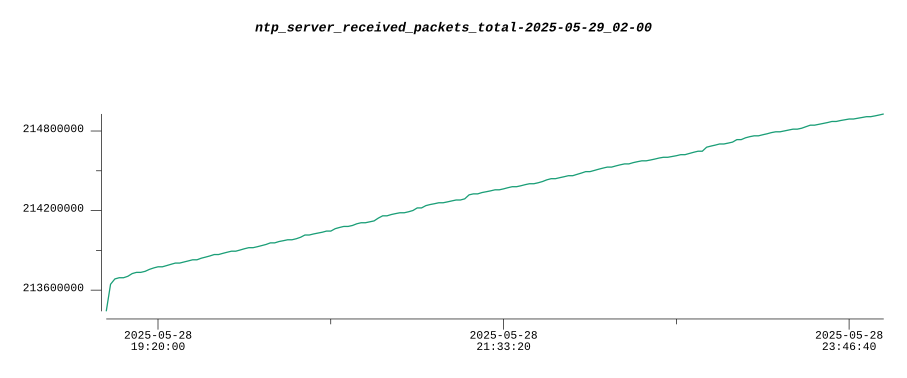 ntp_server_received_packets_total-2025-05-29_02-00
214800000
214200000
213600000
2025-05-28 2025-05-28 2025-05-28
19:20:00 21:33:20 23:46:40